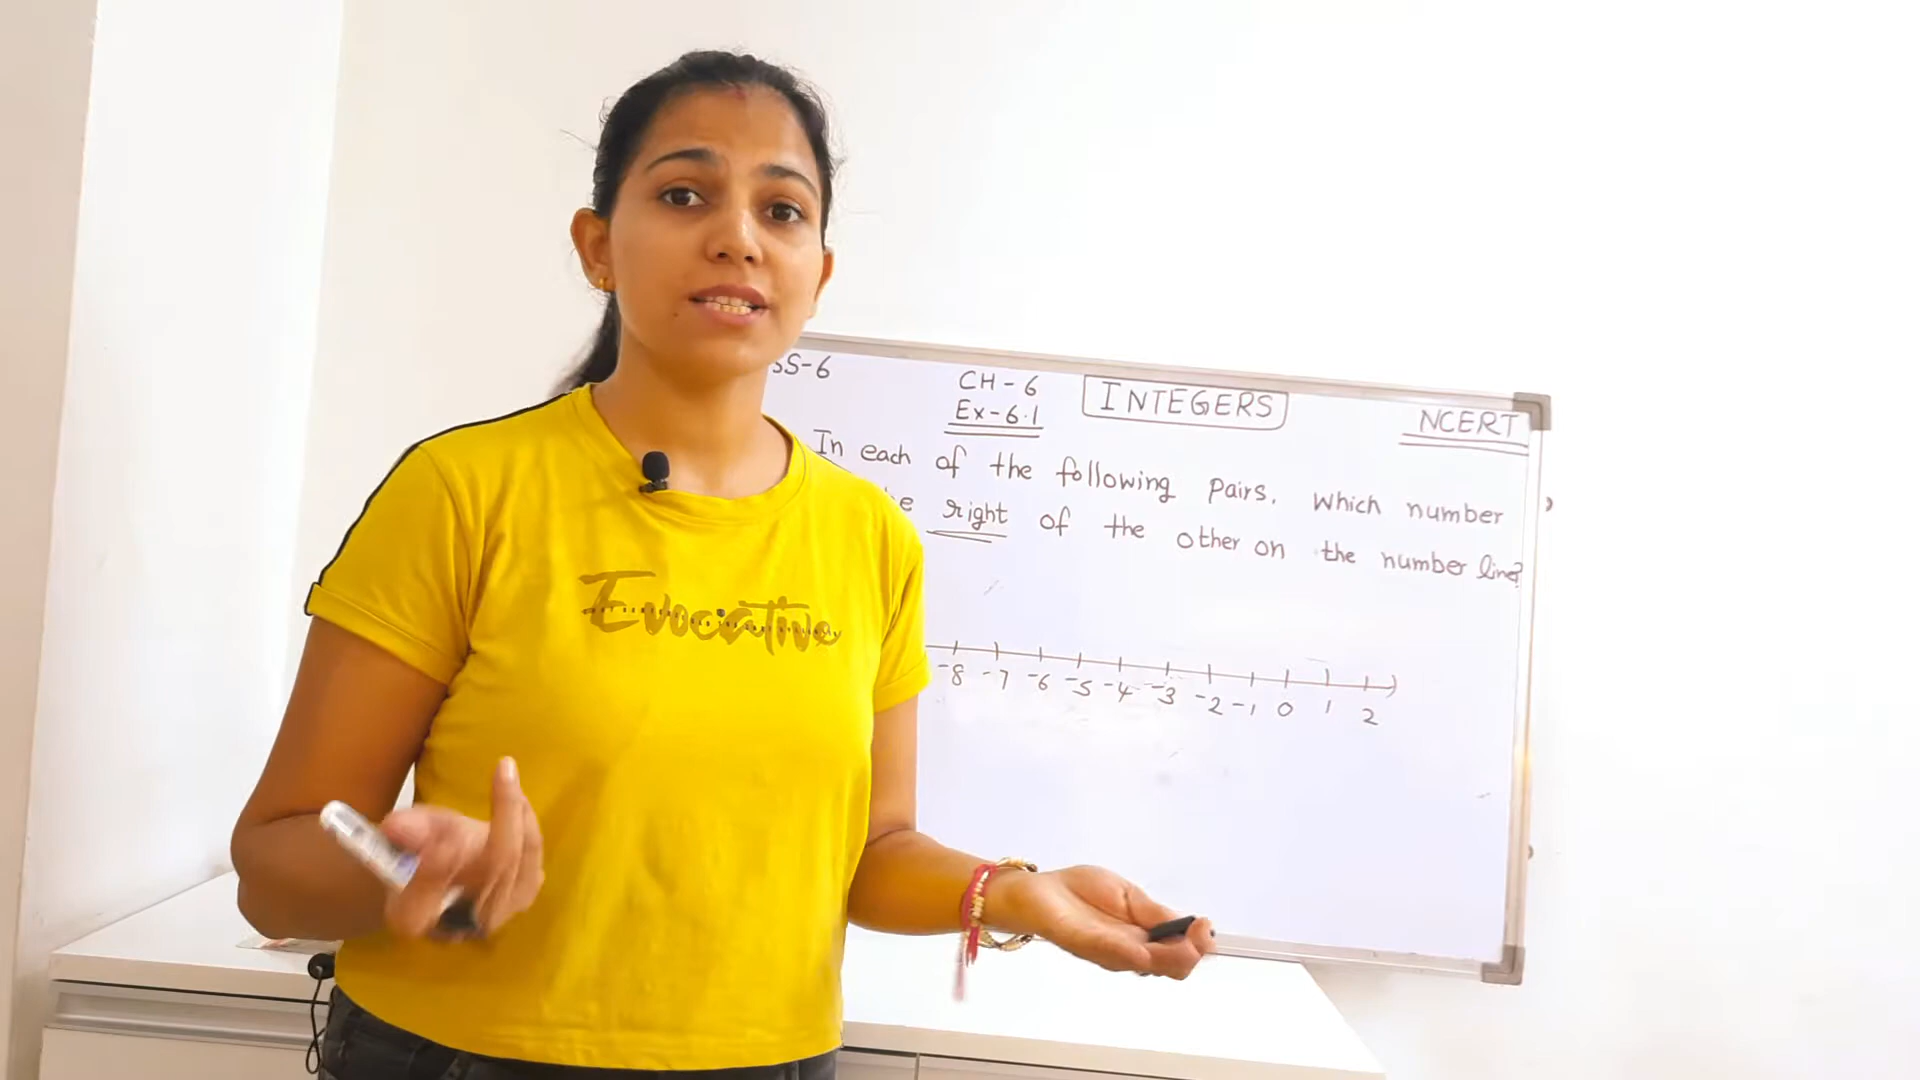 SS-6
CH-6
INTEGERS
NCERT
Ex-6.1
In each of the following pairs, which number
e right of the other on the number line?
-8 -7 -6 -5 -4 -3 -2 -1 0 1 2
Evocative